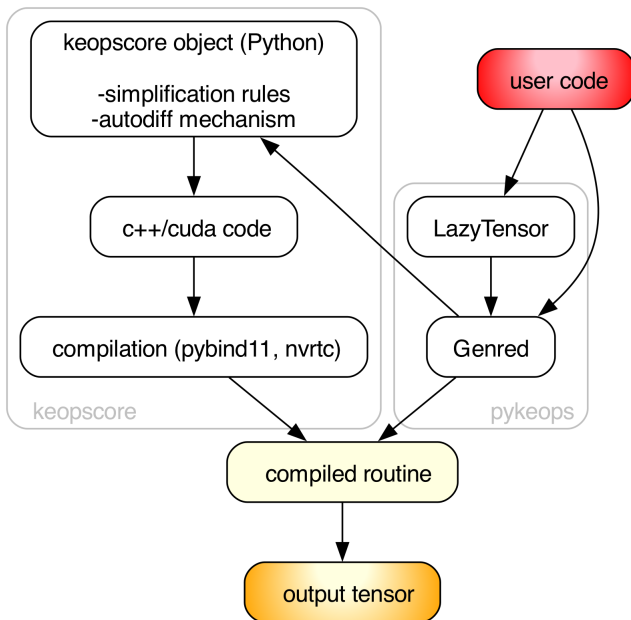 keopscore object (Python)
-simplification rules
-autodiff mechanism
user code
c++/cuda code
LazyTensor
compilation (pybind11, nvrtc)
Genred
keopscore
pykeops
compiled routine
output tensor